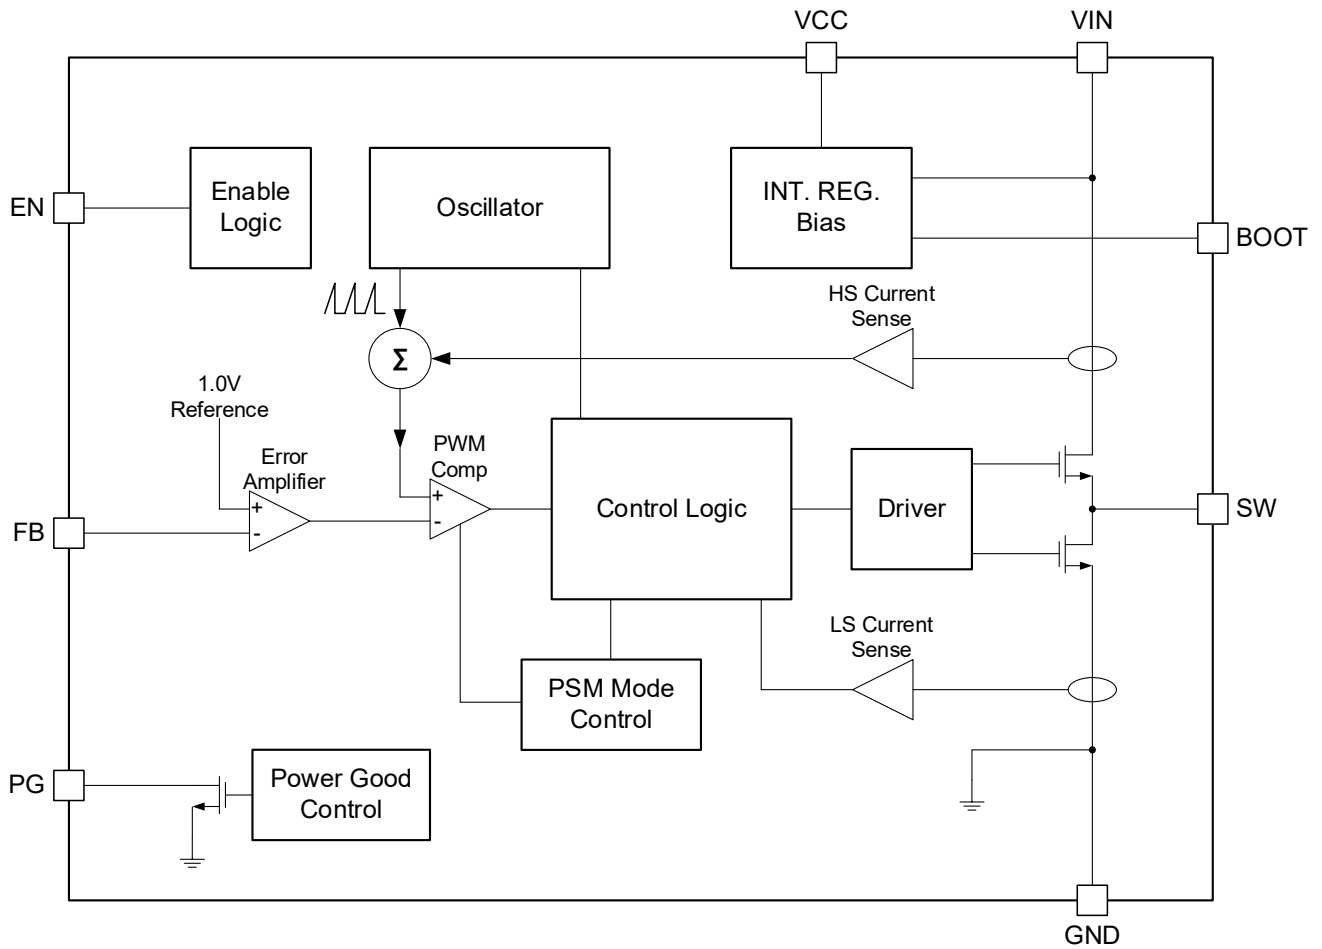 VCC
VIN
EN
Enable
Logic
Oscillator
INT. REG.
Bias
BOOT
HS Current
Sense
Σ
1.0V
Reference
Error
Amplifier
+
-
PWM
Comp
+
-
Control Logic
Driver
SW
FB
LS Current
Sense
PSM Mode
Control
PG
Power Good
Control
GND